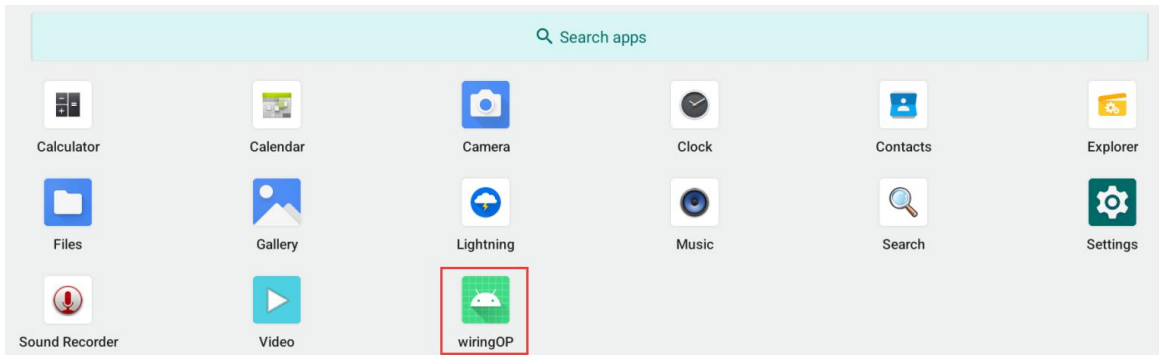 Search apps
Calculator Calendar Camera Clock Contacts Explorer
Files Gallery Lightning Music Search Settings
Sound Recorder Video wiringOP